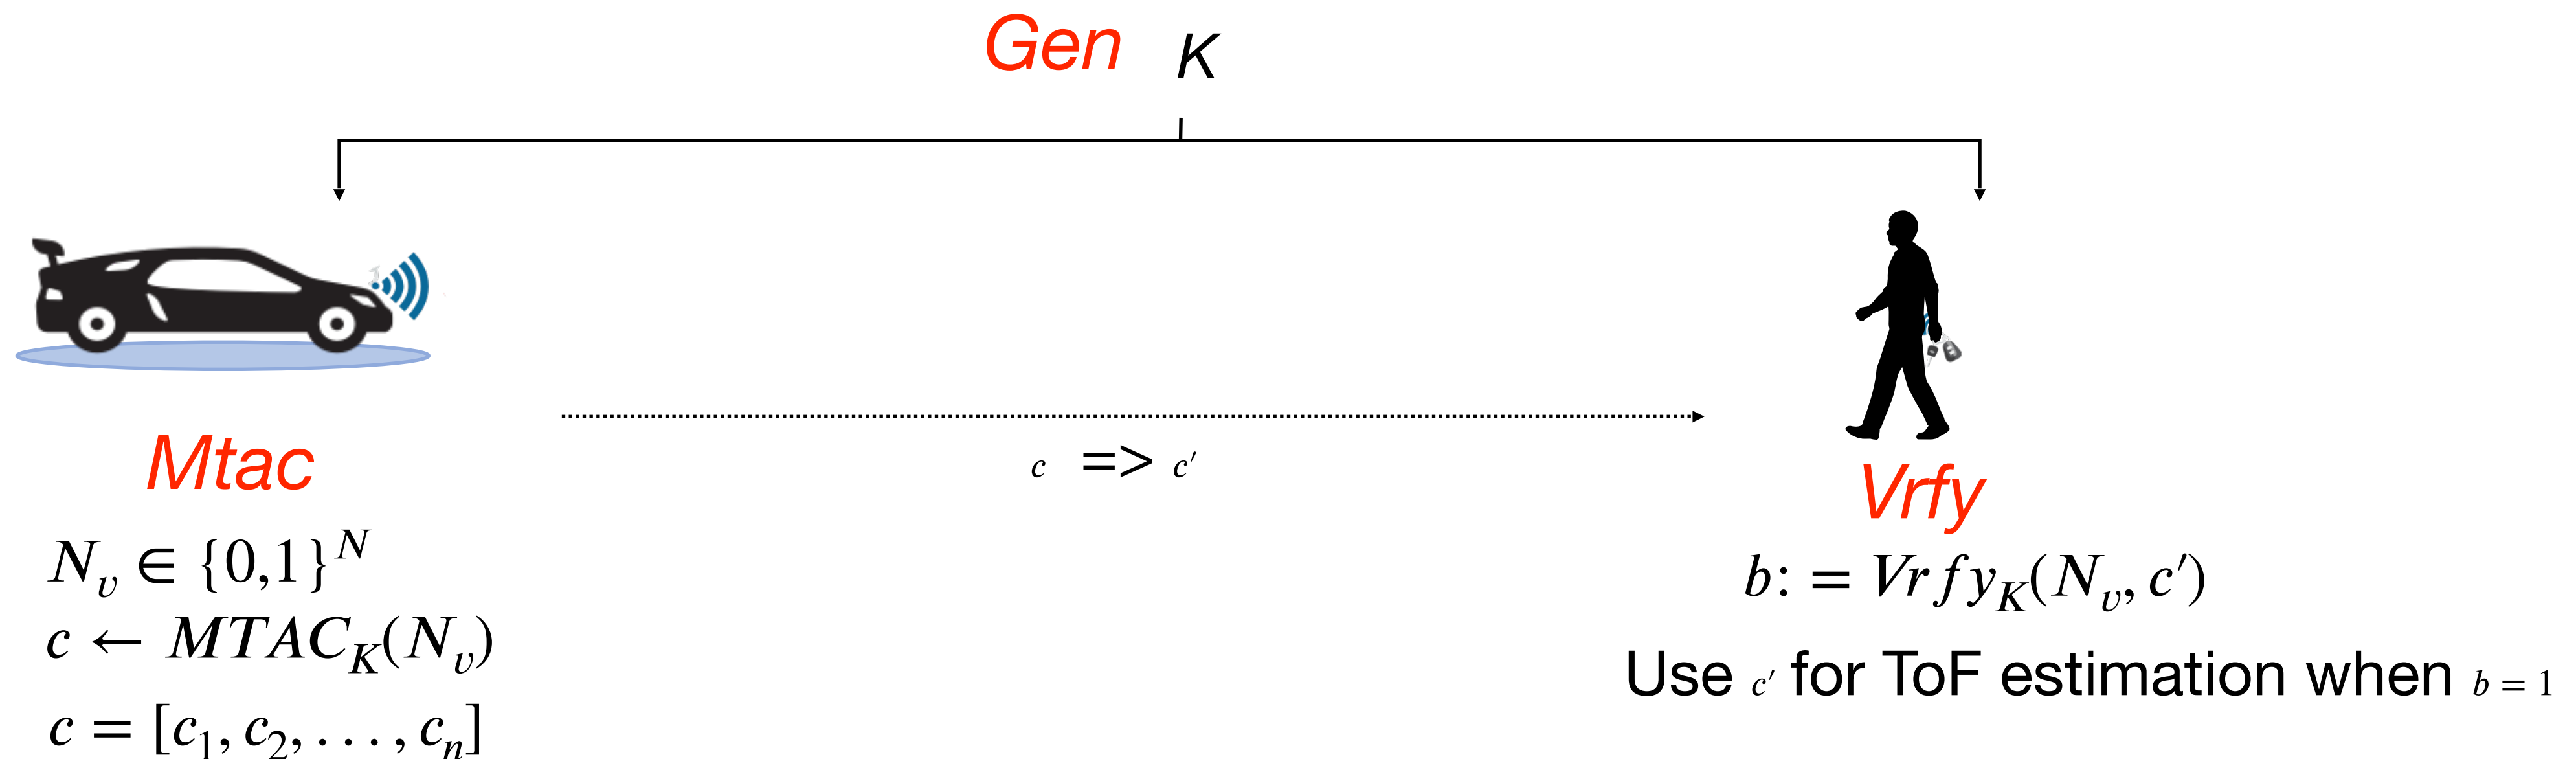 Gen K
c => c′
Mtac
N_v ∈ {0,1}^N
c ← MTAC_K(N_v)
c = [c_1, c_2, . . . , c_n]
Vrfy
b: = Vrfy_K(N_v, c′)
Use c′ for ToF estimation when b = 1